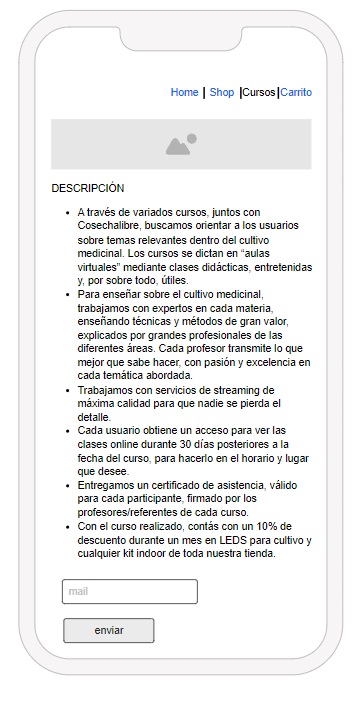 Home | Shop |Cursos|Carrito
DESCRIPCIÓN
• A través de variados cursos, juntos con
Cosechalibre, buscamos orientar a los usuarios
sobre temas relevantes dentro del cultivo
medicinal. Los cursos se dictan en “aulas
virtuales” mediante clases didácticas, entretenidas
y, por sobre todo, útiles.
• Para enseñar sobre el cultivo medicinal,
trabajamos con expertos en cada materia,
enseñando técnicas y métodos de gran valor,
explicados por grandes profesionales de las
diferentes áreas. Cada profesor transmite lo que
mejor que sabe hacer, con pasión y excelencia en
cada temática abordada.
• Trabajamos con servicios de streaming de
máxima calidad para que nadie se pierda el
detalle.
• Cada usuario obtiene un acceso para ver las
clases online durante 30 días posteriores a la
fecha del curso, para hacerlo en el horario y lugar
que desee.
• Entregamos un certificado de asistencia, válido
para cada participante, firmado por los
profesores/referentes de cada curso.
• Con el curso realizado, contás con un 10% de
descuento durante un mes en LEDS para cultivo y
cualquier kit indoor de toda nuestra tienda.
mail
enviar